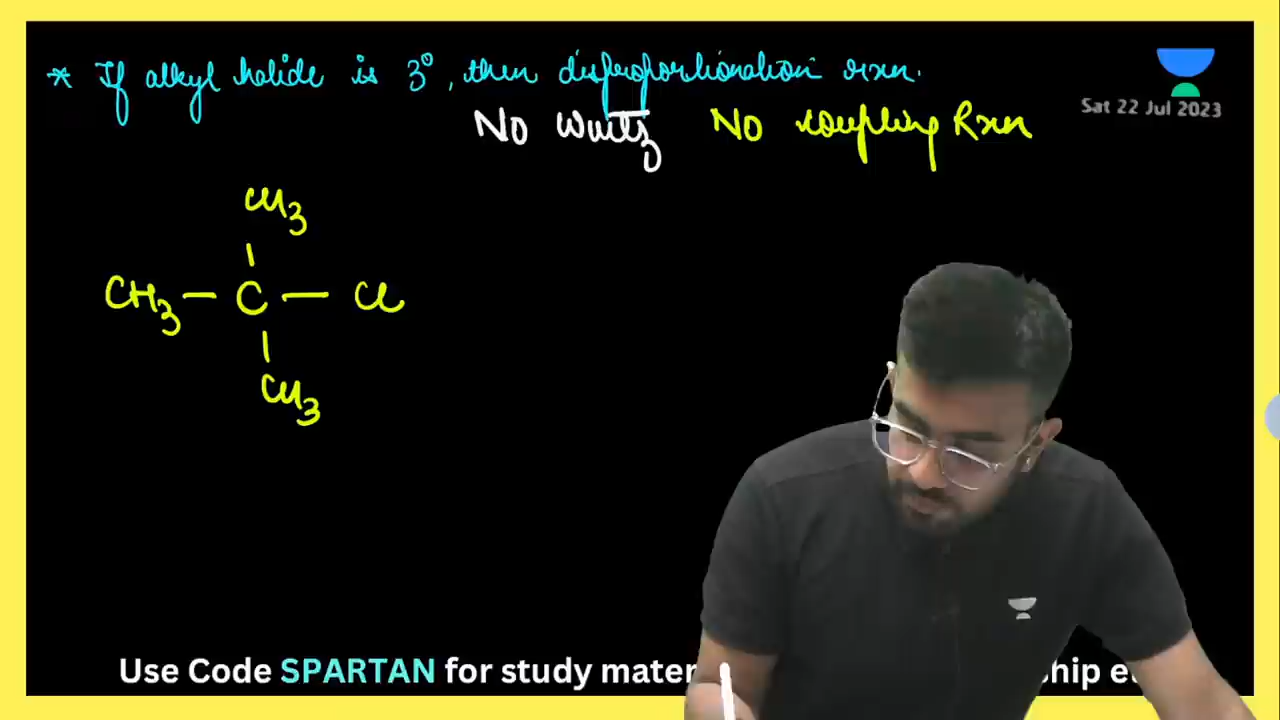 * If alkyl halide is 3°, then disproportionation rxn.
Sat 22 Jul 2023
No Wurtz No coupling Rxn
CH3
CH3 - C - Cl
CH3
Use Code SPARTAN for study mater